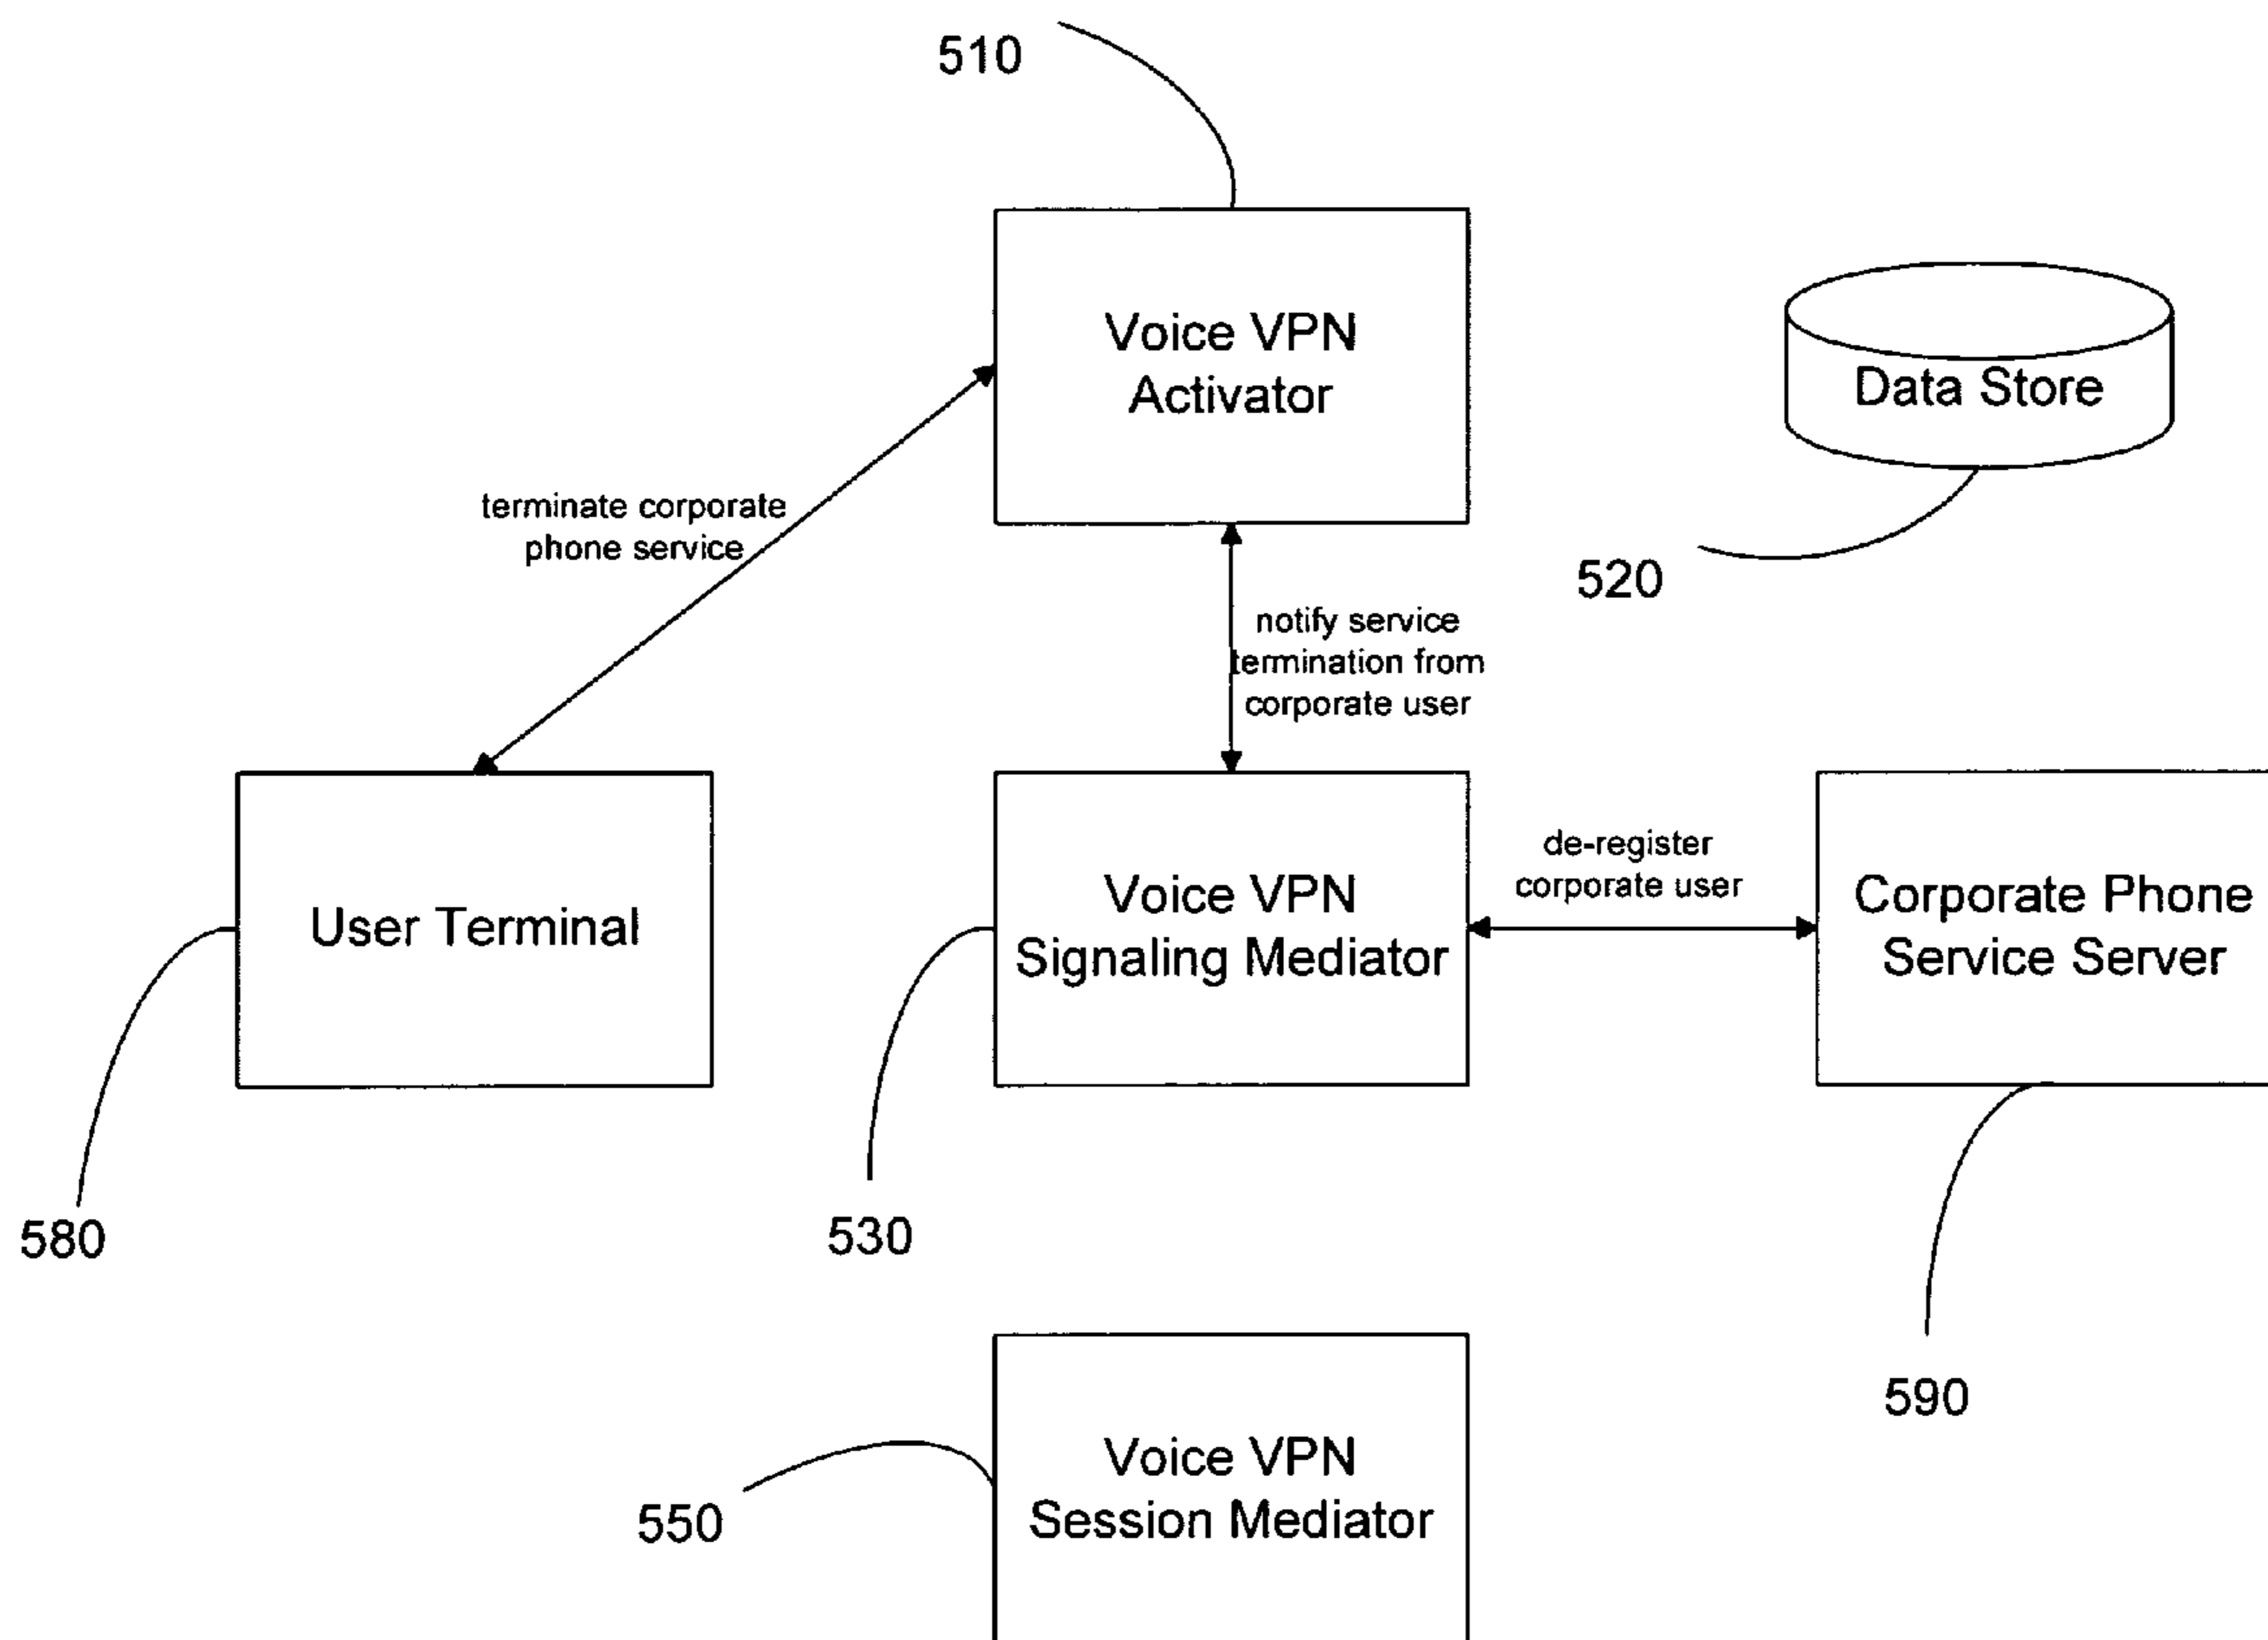 510
Voice VPN
Activator
Data Store
520
terminate corporate
phone service
notify service
termination from
corporate user
User Terminal
580
Voice VPN
Signaling Mediator
530
de-register
corporate user
Corporate Phone
Service Server
590
Voice VPN
Session Mediator
550